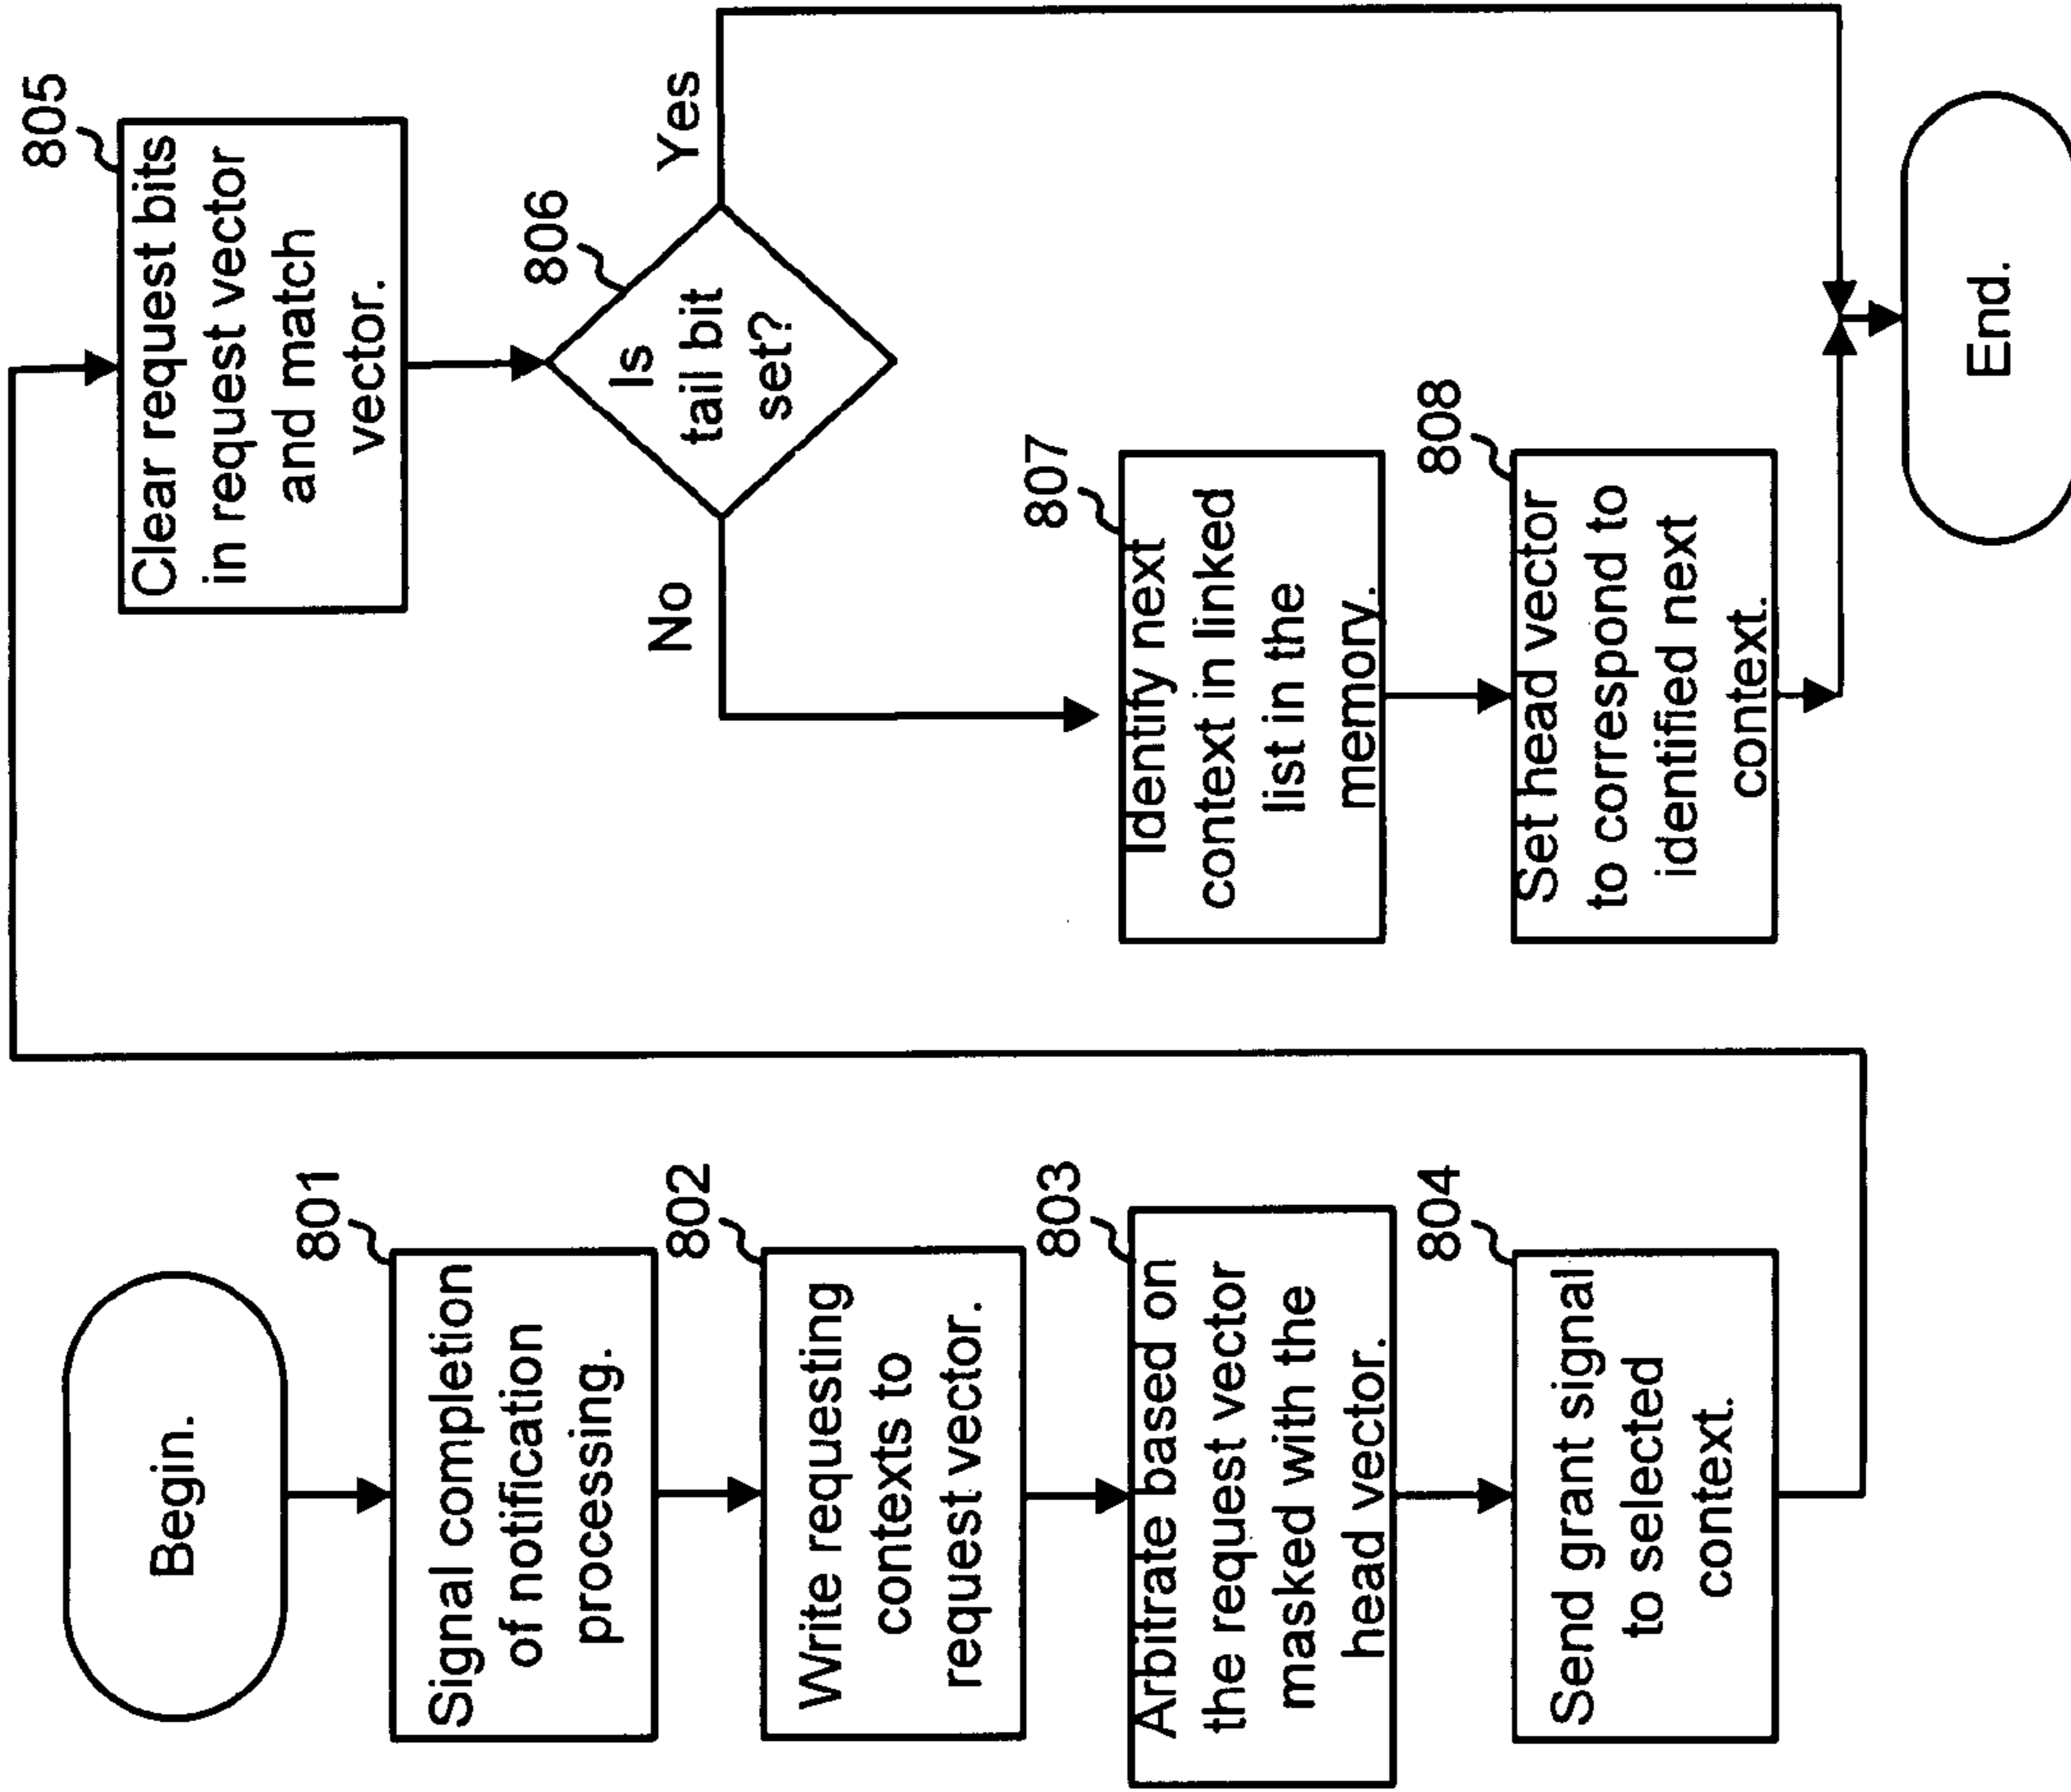 Begin.
801
Signal completion
of notification
processing.
802
Write requesting
contexts to
request vector.
803
Arbitrate based on
the request vector
masked with the
head vector.
804
Send grant signal
to selected
context.
805
Clear request bits
in request vector
and match
vector.
806
Is
tail bit
set?
Yes
No
807
Identify next
context in linked
list in the
memory.
808
Set head vector
to correspond to
identified next
context.
End.